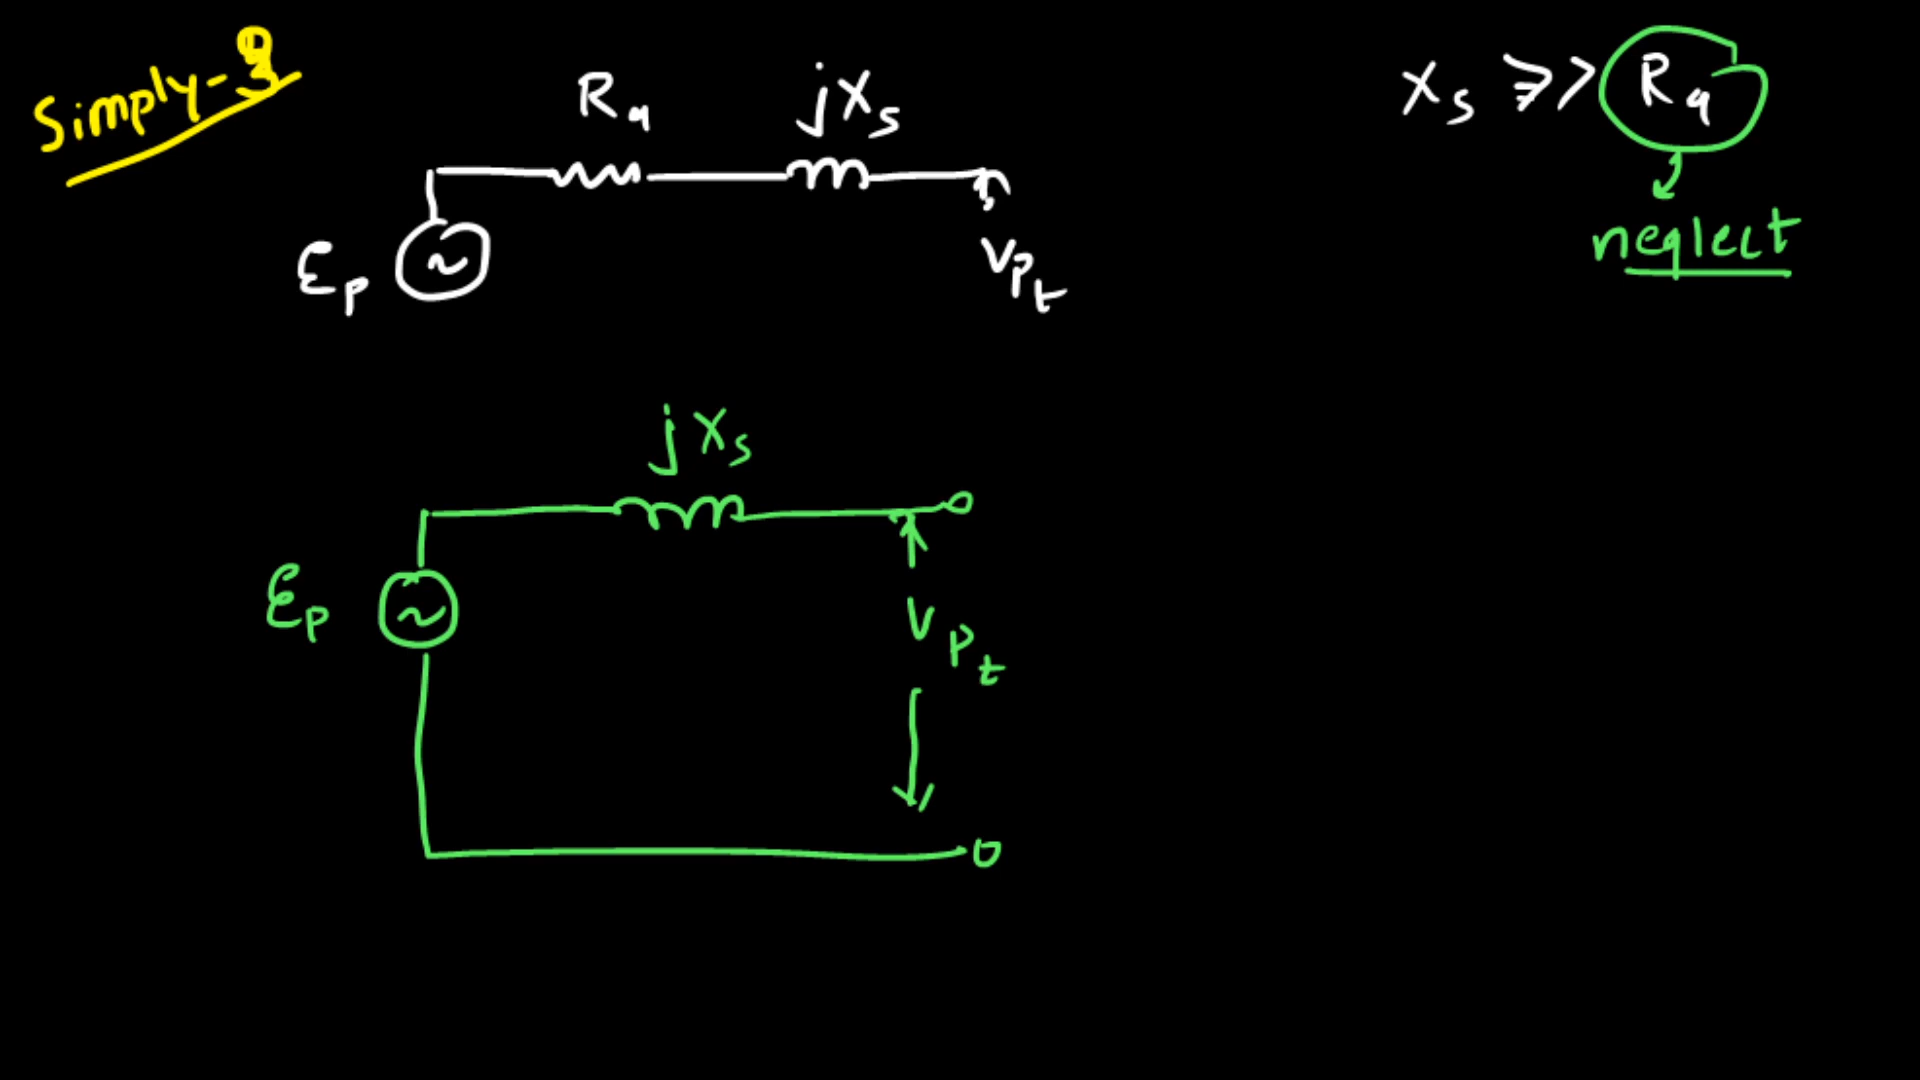 Simply-3
Ra jXs
Xs >>> Ra
Ep
VPt
neglect
jXs
Ep
VPt